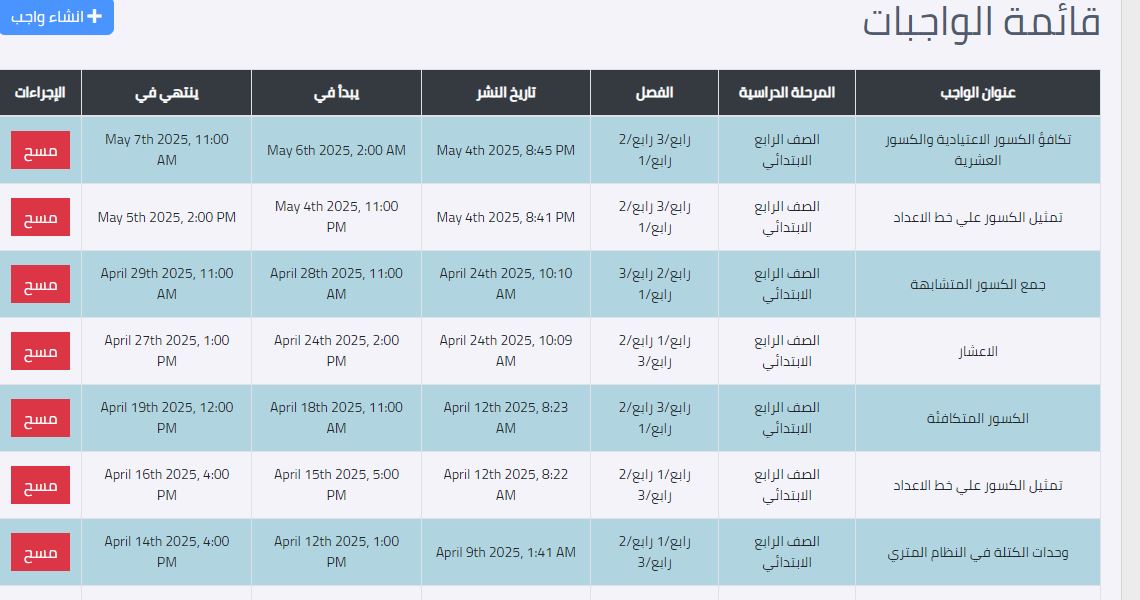 قائمة الواجبات
انشاء واجب
عنوان الواجب المرحلة الدراسية الفصل تاريخ النشر يبدأ في ينتهي في الإجراءات
تكافؤ الكسور الاعتيادية والكسور
العشرية
الصف الرابع
الابتدائي
رابع/3 رابع/2
رابع/1
May 4th 2025, 8:45 PM
May 6th 2025, 2:00 AM
May 7th 2025, 11:00
AM
مسح
تمثيل الكسور علي خط الاعداد
الصف الرابع
الابتدائي
رابع/3 رابع/2
رابع/1
May 4th 2025, 8:41 PM
May 4th 2025, 11:00
PM
May 5th 2025, 2:00 PM
مسح
جمع الكسور المتشابهة
الصف الرابع
الابتدائي
رابع/2 رابع/3
رابع/1
April 24th 2025, 10:10
AM
April 28th 2025, 11:00
AM
April 29th 2025, 11:00
AM
مسح
الاعشار
الصف الرابع
الابتدائي
رابع/1 رابع/2
رابع/3
April 24th 2025, 10:09
AM
April 24th 2025, 2:00
PM
April 27th 2025, 1:00
PM
مسح
الكسور المتكافئة
الصف الرابع
الابتدائي
رابع/3 رابع/2
رابع/1
April 12th 2025, 8:23
AM
April 18th 2025, 11:00
AM
April 19th 2025, 12:00
PM
مسح
تمثيل الكسور علي خط الاعداد
الصف الرابع
الابتدائي
رابع/1 رابع/2
رابع/3
April 12th 2025, 8:22
AM
April 15th 2025, 5:00
PM
April 16th 2025, 4:00
PM
مسح
وحدات الكتلة في النظام المتري
الصف الرابع
الابتدائي
رابع/1 رابع/2
رابع/3
April 9th 2025, 1:41 AM
April 12th 2025, 1:00
PM
April 14th 2025, 4:00
PM
مسح